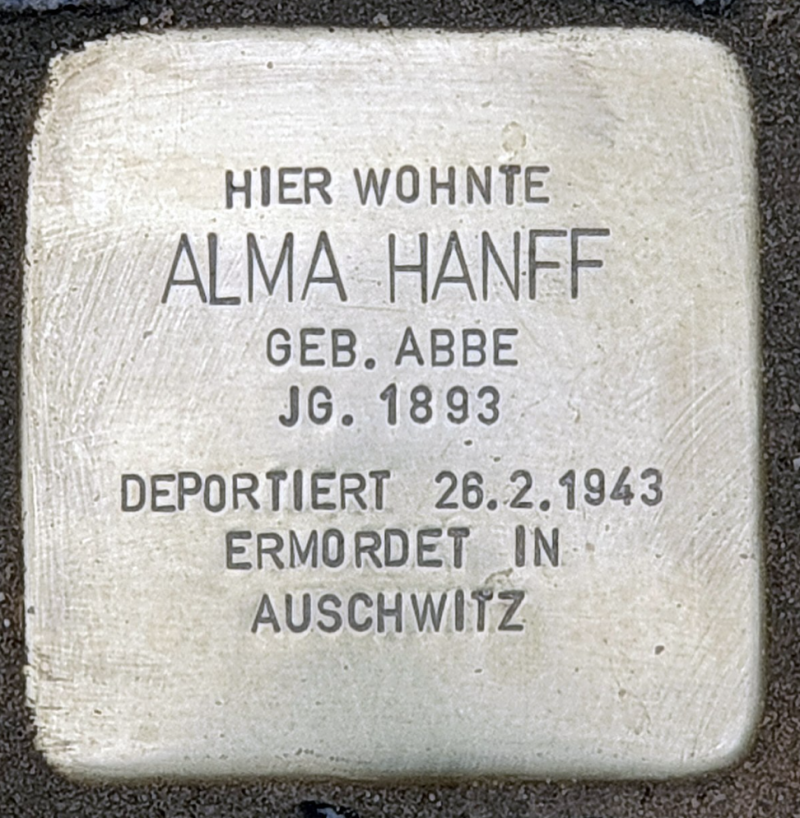 HIER WOHNTE
ALMA HANFF
GEB. ABBE
JG. 1893
DEPORTIERT 26.2.1943
ERMORDET IN
AUSCHWITZ